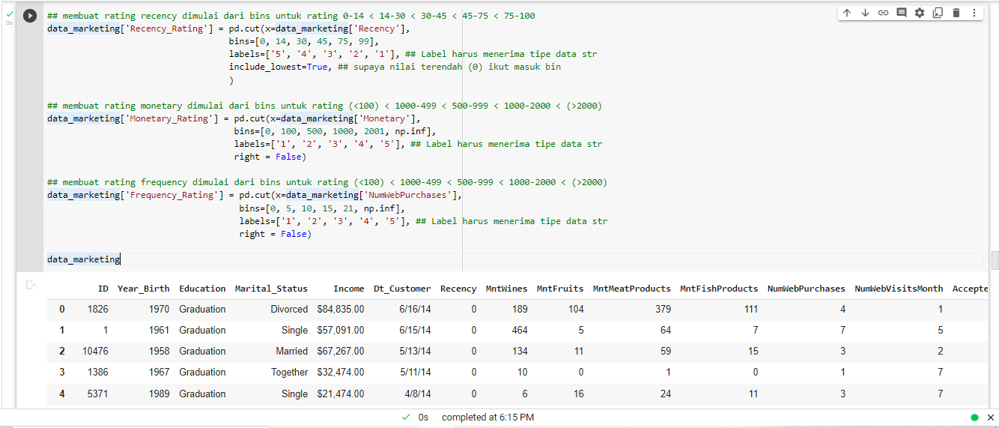 ## membuat rating recency dimulai dari bins untuk rating 0-14 < 14-30 < 30-45 < 45-75 < 75-100
0s
data_marketing['Recency_Rating'] = pd.cut(x=data_marketing['Recency'],
bins=[0, 14, 30, 45, 75, 99],
labels=['5', '4', '3', '2', '1'], ## Label harus menerima tipe data str
include_lowest=True, ## supaya nilai terendah (0) ikut masuk bin
)
## membuat rating monetary dimulai dari bins untuk rating (<100) < 1000-499 < 500-999 < 1000-2000 < (>2000)
data_marketing['Monetary_Rating'] = pd.cut(x=data_marketing['Monetary'],
bins=[0, 100, 500, 1000, 2001, np.inf],
labels=['1', '2', '3', '4', '5'], ## Label harus menerima tipe data str
right = False)
## membuat rating frequency dimulai dari bins untuk rating (<100) < 1000-499 < 500-999 < 1000-2000 < (>2000)
data_marketing['Frequency_Rating'] = pd.cut(x=data_marketing['NumWebPurchases'],
bins=[0, 5, 10, 15, 21, np.inf],
labels=['1', '2', '3', '4', '5'], ## Label harus menerima tipe data str
right = False)
data_marketing
ID Year_Birth Education Marital_Status Income Dt_Customer Recency MntWines MntFruits MntMeatProducts MntFishProducts NumWebPurchases NumWebVisitsMonth Accepte
0 1826 1970 Graduation Divorced $84,835.00 6/16/14 0 189 104 379 111 4 1
1 1 1961 Graduation Single $57,091.00 6/15/14 0 464 5 64 7 7 5
2 10476 1958 Graduation Married $67,267.00 5/13/14 0 134 11 59 15 3 2
3 1386 1967 Graduation Together $32,474.00 5/11/14 0 10 0 1 0 1 7
4 5371 1989 Graduation Single $21,474.00 4/8/14 0 6 16 24 11 3 7
0s completed at 6:15 PM